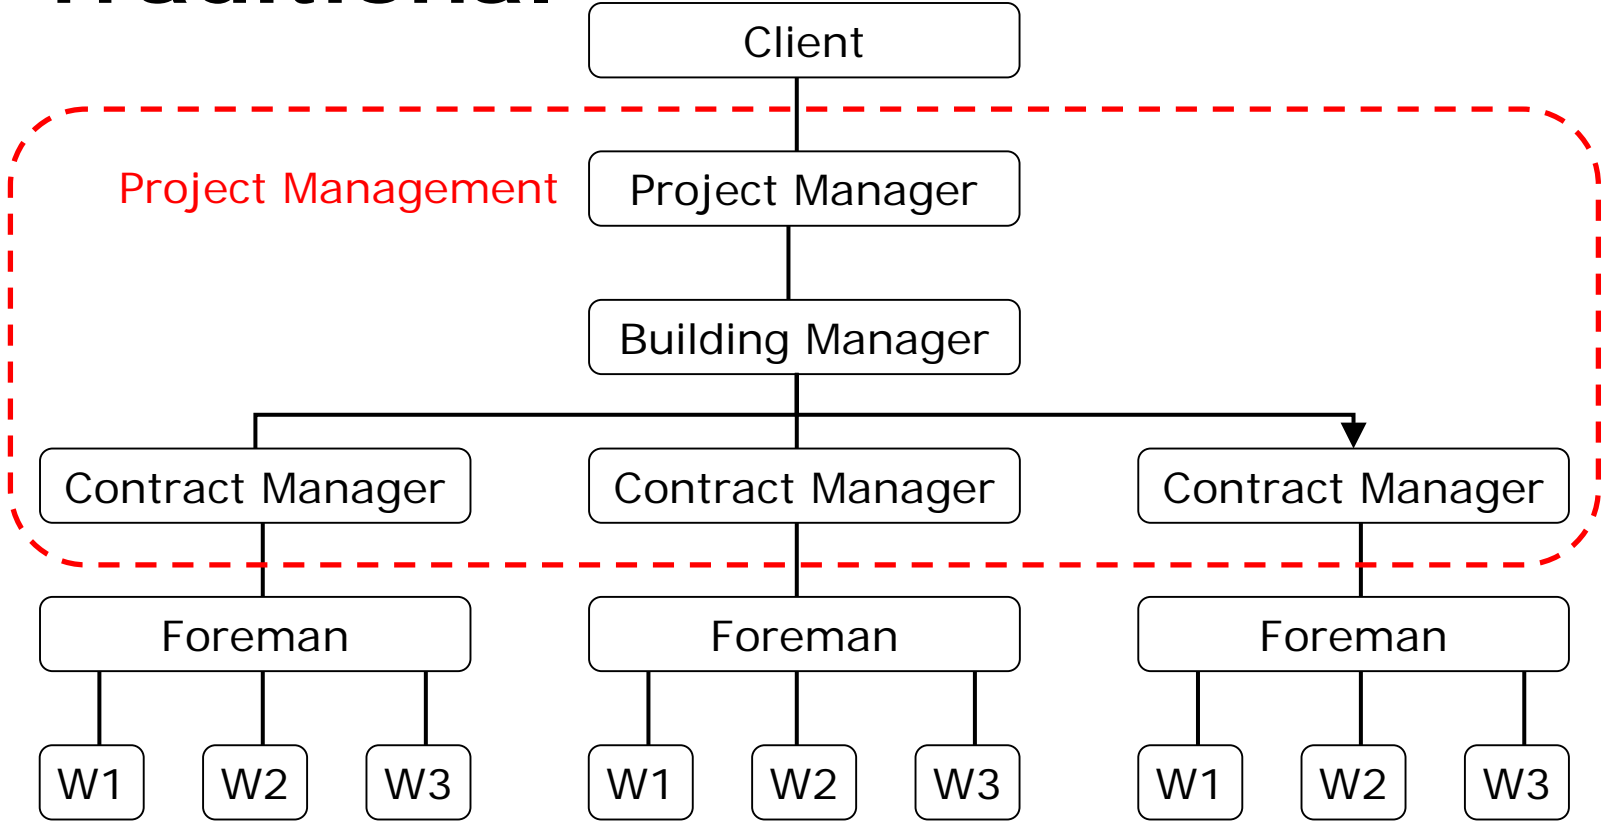 Client
Project Management
Project Manager
Building Manager
Contract Manager Contract Manager Contract Manager
Foreman Foreman Foreman
W1 W2 W3 W1 W2 W3 W1 W2 W3